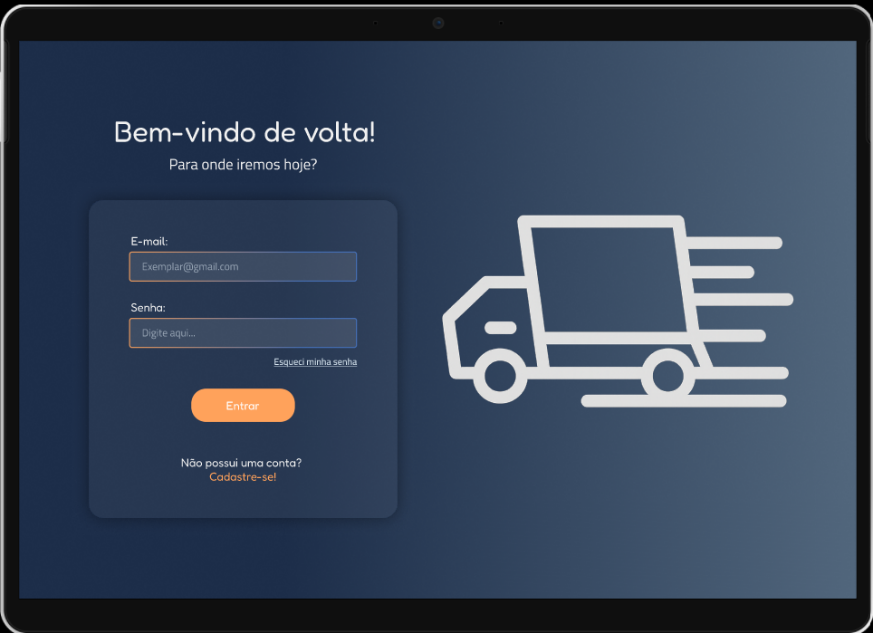 Bem-vindo de volta!
Para onde iremos hoje?
E-mail:
Exemplar@gmail.com
Senha:
Digite aqui...
Esqueci minha senha
Entrar
Não possui uma conta?
Cadastre-se!